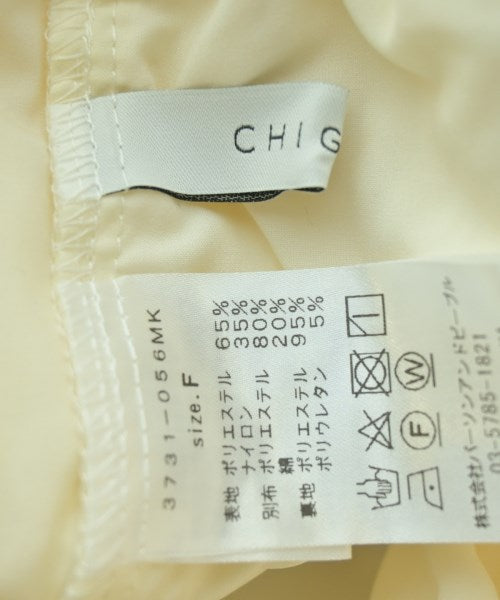 CHI G
3731-056MK
size.F
表地 ポリエステル 65%
ナイロン 35%
別布 ポリエステル 80%
綿 20%
裏地 ポリエステル 95%
ポリウレタン 5%
W
F
株式会社パーソンアンドピープル
03-5785-1821